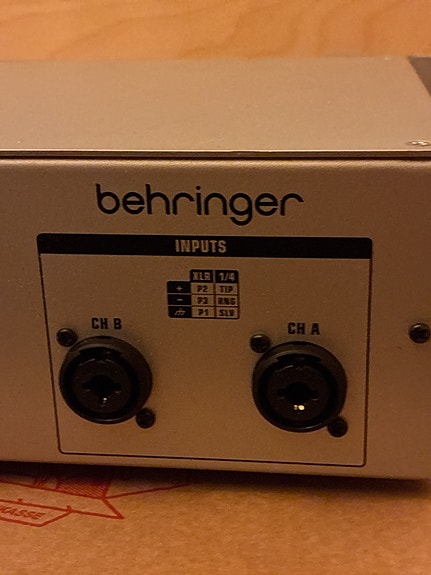 behringer
INPUTS
XLR 1/4
+ P2 TIP
- P3 RNG
P1 SLV
CH B
CH A